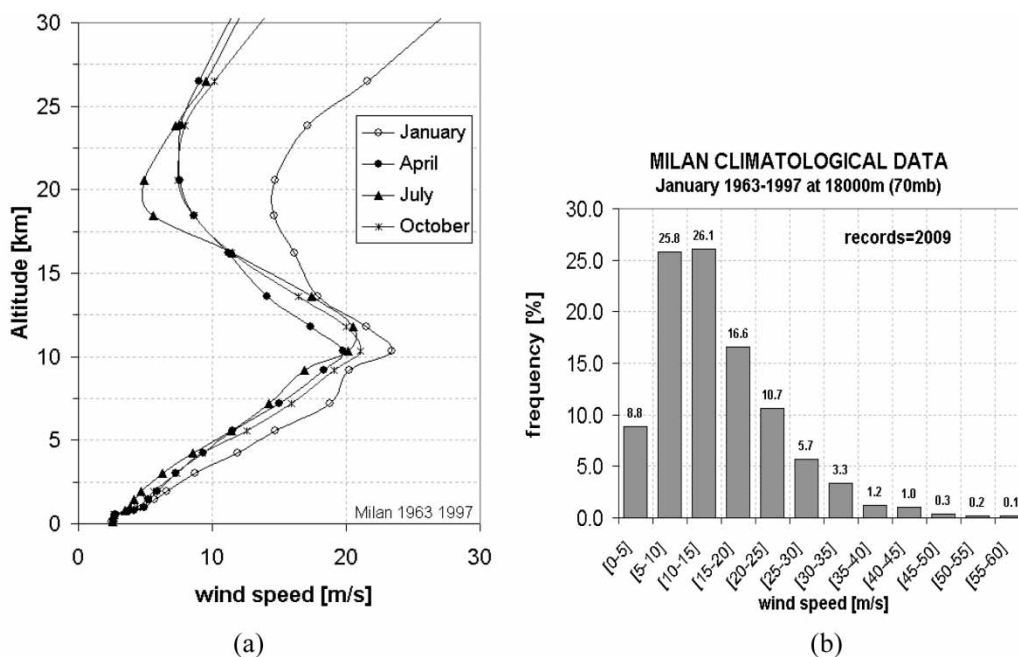 30
25
20
15
10
5
0
Altitude [km]
0 10 20 30
wind speed [m/s]
January
April
July
October
Milan 1963 1997
(a)
MILAN CLIMATOLOGICAL DATA
January 1963-1997 at 18000m (70mb)
records=2009
30.0
25.0
20.0
15.0
10.0
5.0
0.0
frequency [%]
8.8
25.8
26.1
16.6
10.7
5.7
3.3
1.2
1.0
0.3
0.2
0.1
[0-5]
[5-10]
[10-15]
[15-20]
[20-25]
[25-30]
[30-35]
[35-40]
[40-45]
[45-50]
[50-55]
[55-60]
wind speed [m/s]
(b)